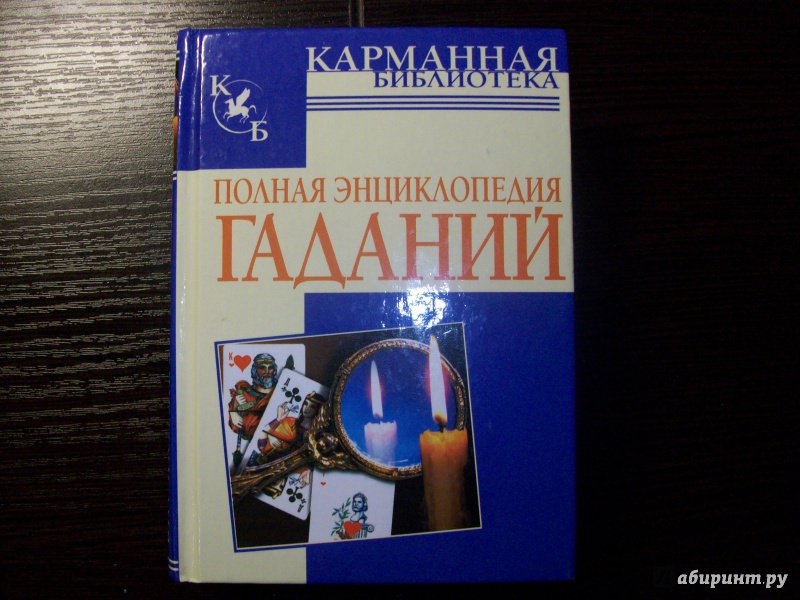 КАРМАННАЯ
БИБЛИОТЕКА
К
Б
ПОЛНАЯ ЭНЦИКЛОПЕДИЯ
ГАДАНИЙ
К
Д
Д
абиринт.ру